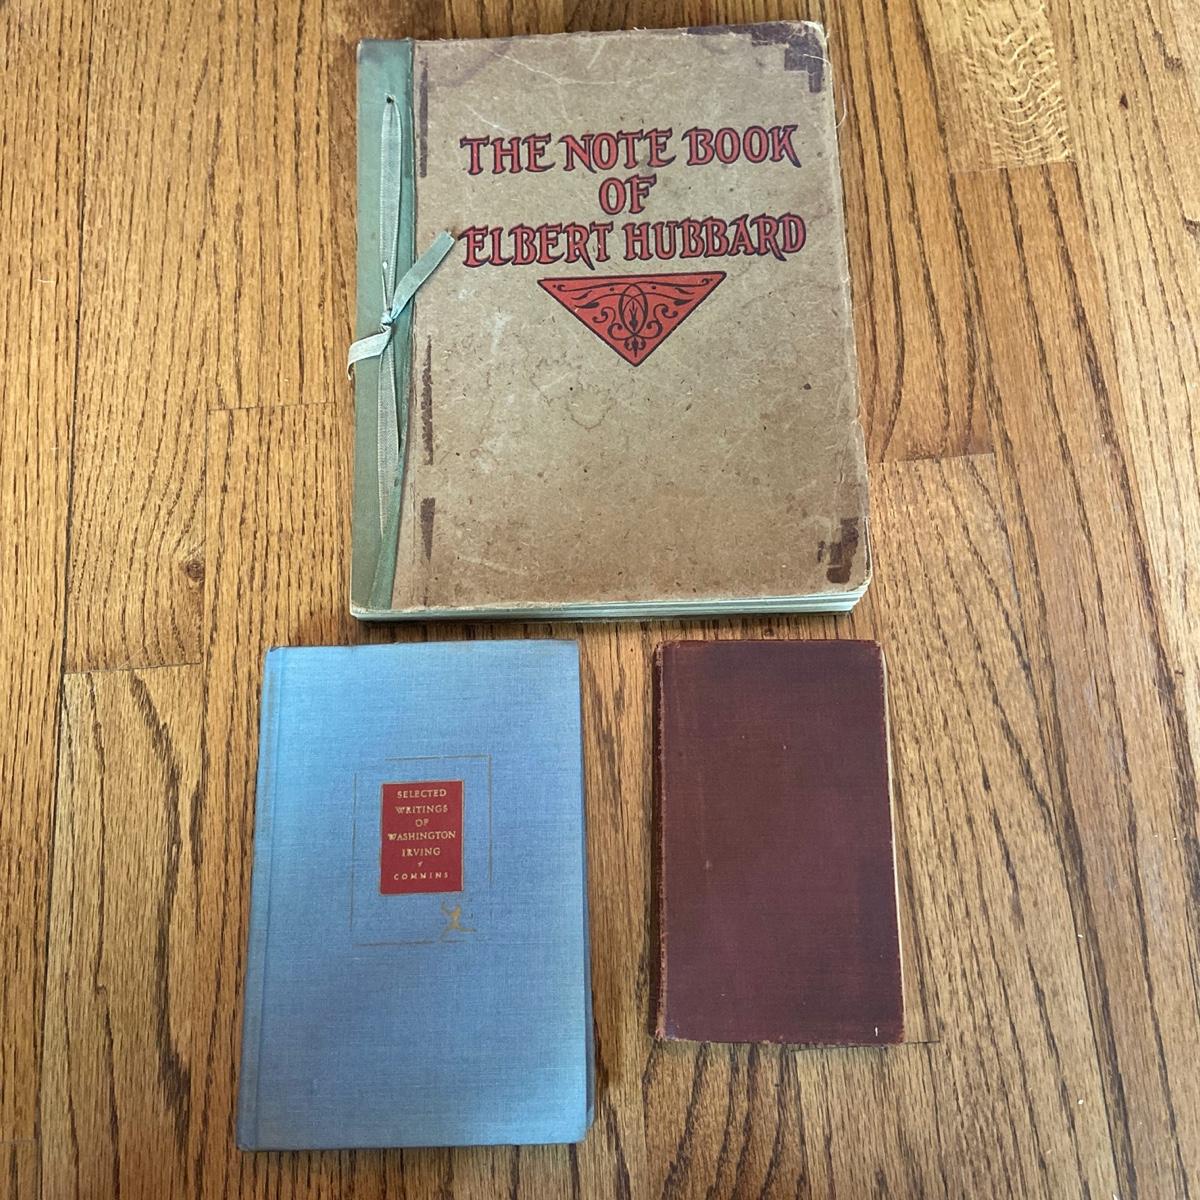 THE NOTE BOOK
OF
ELBERT HUBBARD
SELECTED
WRITINGS
OF
WASHINGTON
IRVING
COMMINS